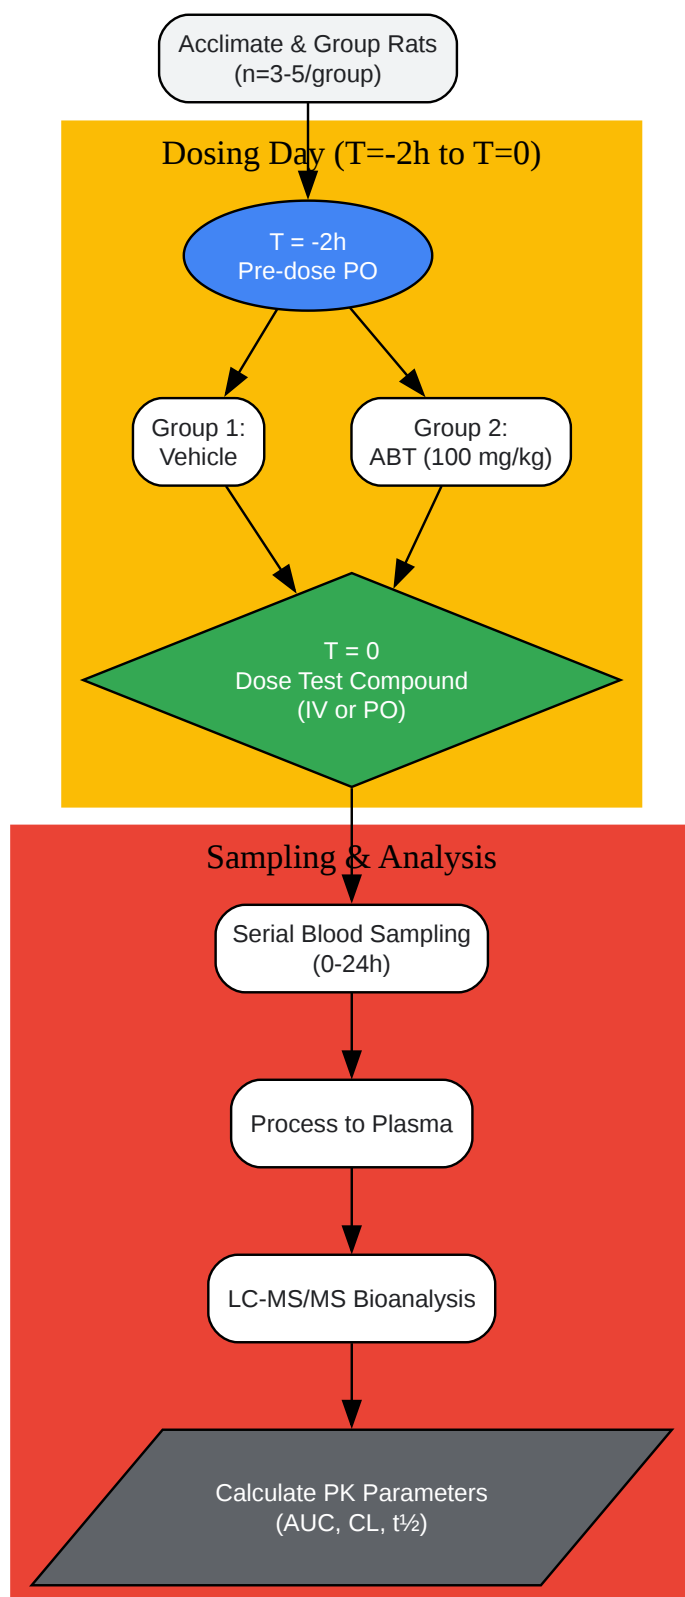 Acclimate & Group Rats
(n=3-5/group)
Dosing Day (T=-2h to T=0)
T = -2h
Pre-dose PO
Group 1:
Vehicle
Group 2:
ABT (100 mg/kg)
T = 0
Dose Test Compound
(IV or PO)
Sampling & Analysis
Serial Blood Sampling
(0-24h)
Process to Plasma
LC-MS/MS Bioanalysis
Calculate PK Parameters
(AUC, CL, t½)